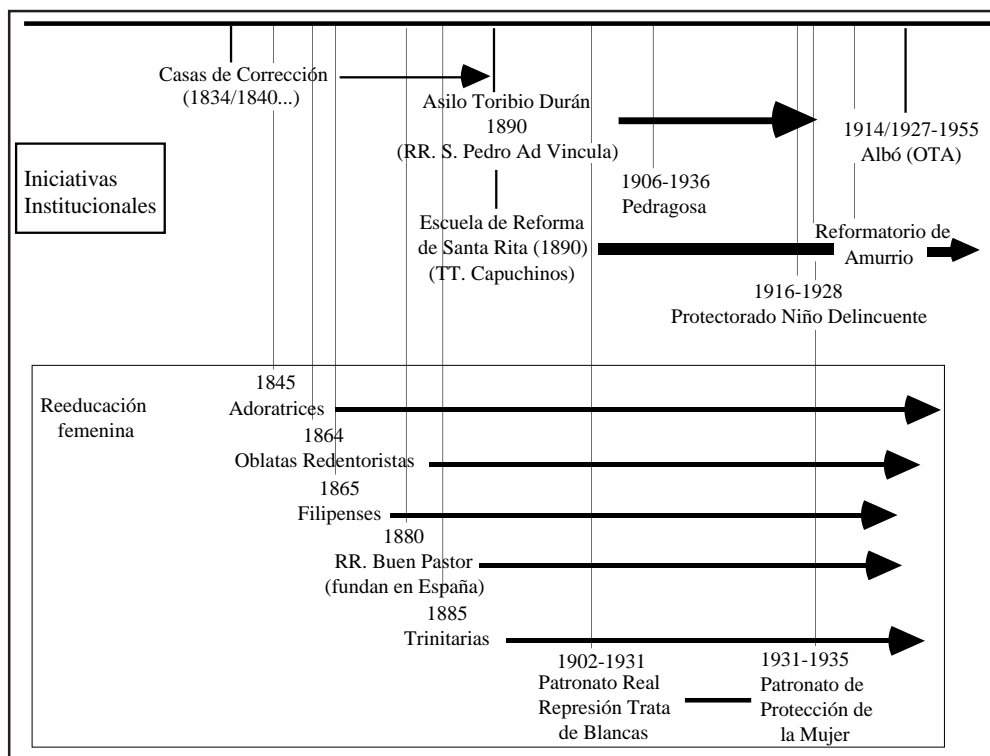 Casas de Corrección
(1834/1840...)
Asilo Toribio Durán
1890
(RR. S. Pedro Ad Vincula)
1914/1927-1955
Albó (OTA)
Iniciativas
Institucionales
1906-1936
Pedragosa
Escuela de Reforma
de Santa Rita (1890)
(TT. Capuchinos)
Reformatorio de
Amurrio
1916-1928
Protectorado Niño Delincuente
Reeducación
femenina
1845
Adoratrices
1864
Oblatas Redentoristas
1865
Filipenses
1880
RR. Buen Pastor
(fundan en España)
1885
Trinitarias
1902-1931
Patronato Real
Represión Trata
de Blancas
1931-1935
Patronato de
Protección de
la Mujer